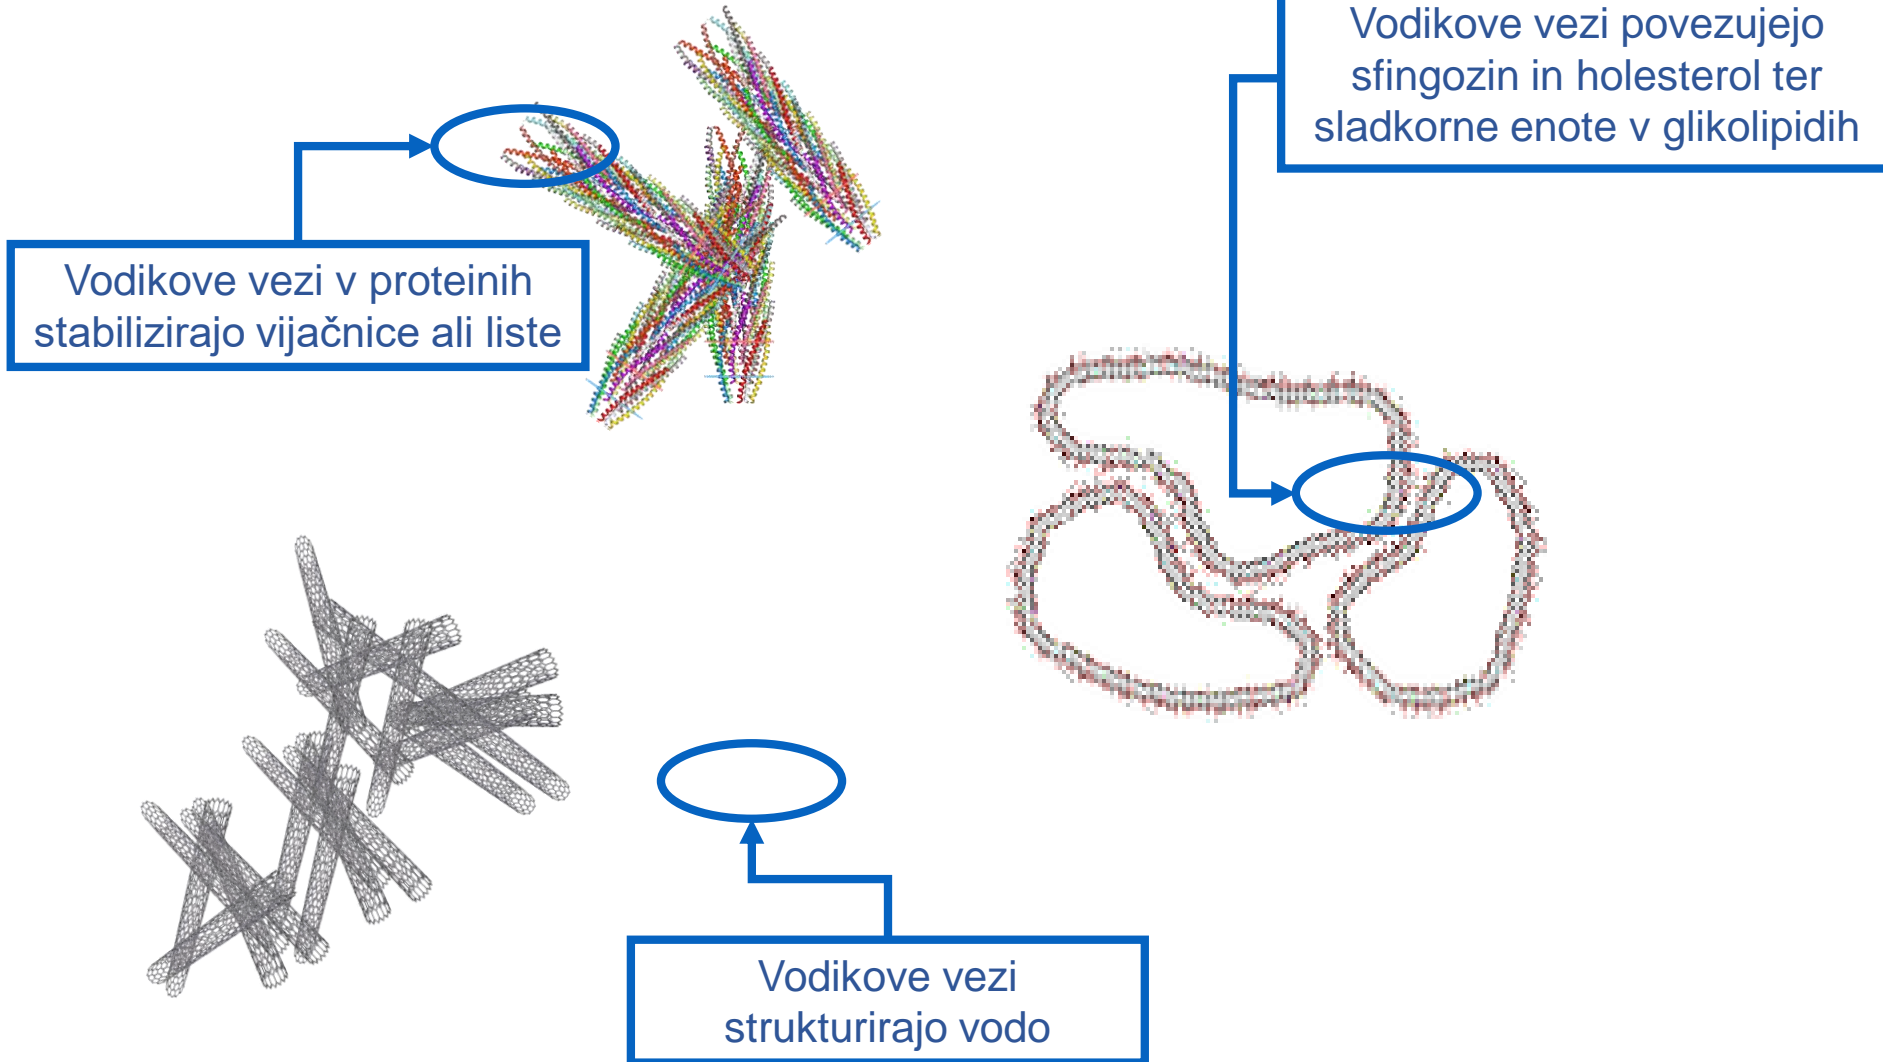 Vodikove vezi povezujejo
sfingozin in holesterol ter
sladkorne enote v glikolipidih
Vodikove vezi v proteinih
stabilizirajo vijačnice ali liste
Vodikove vezi
strukturirajo vodo